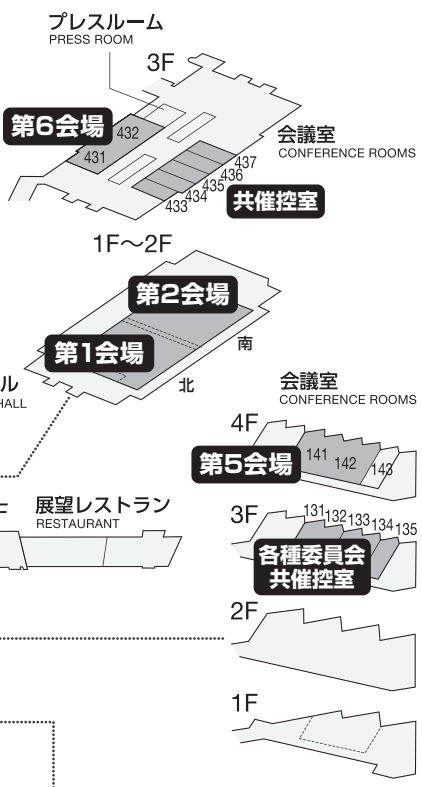 プレスルーム
PRESS ROOM
3F
第6会場
432
431
会議室
CONFERENCE ROOMS
437
436
435
434
433
共催控室
1F〜2F
第2会場
第1会場
南
北
ル
HALL
会議室
CONFERENCE ROOMS
4F
141
142
143
第5会場
展望レストラン
RESTAURANT
3F
131 132 133 134 135
各種委員会
共催控室
2F
1F